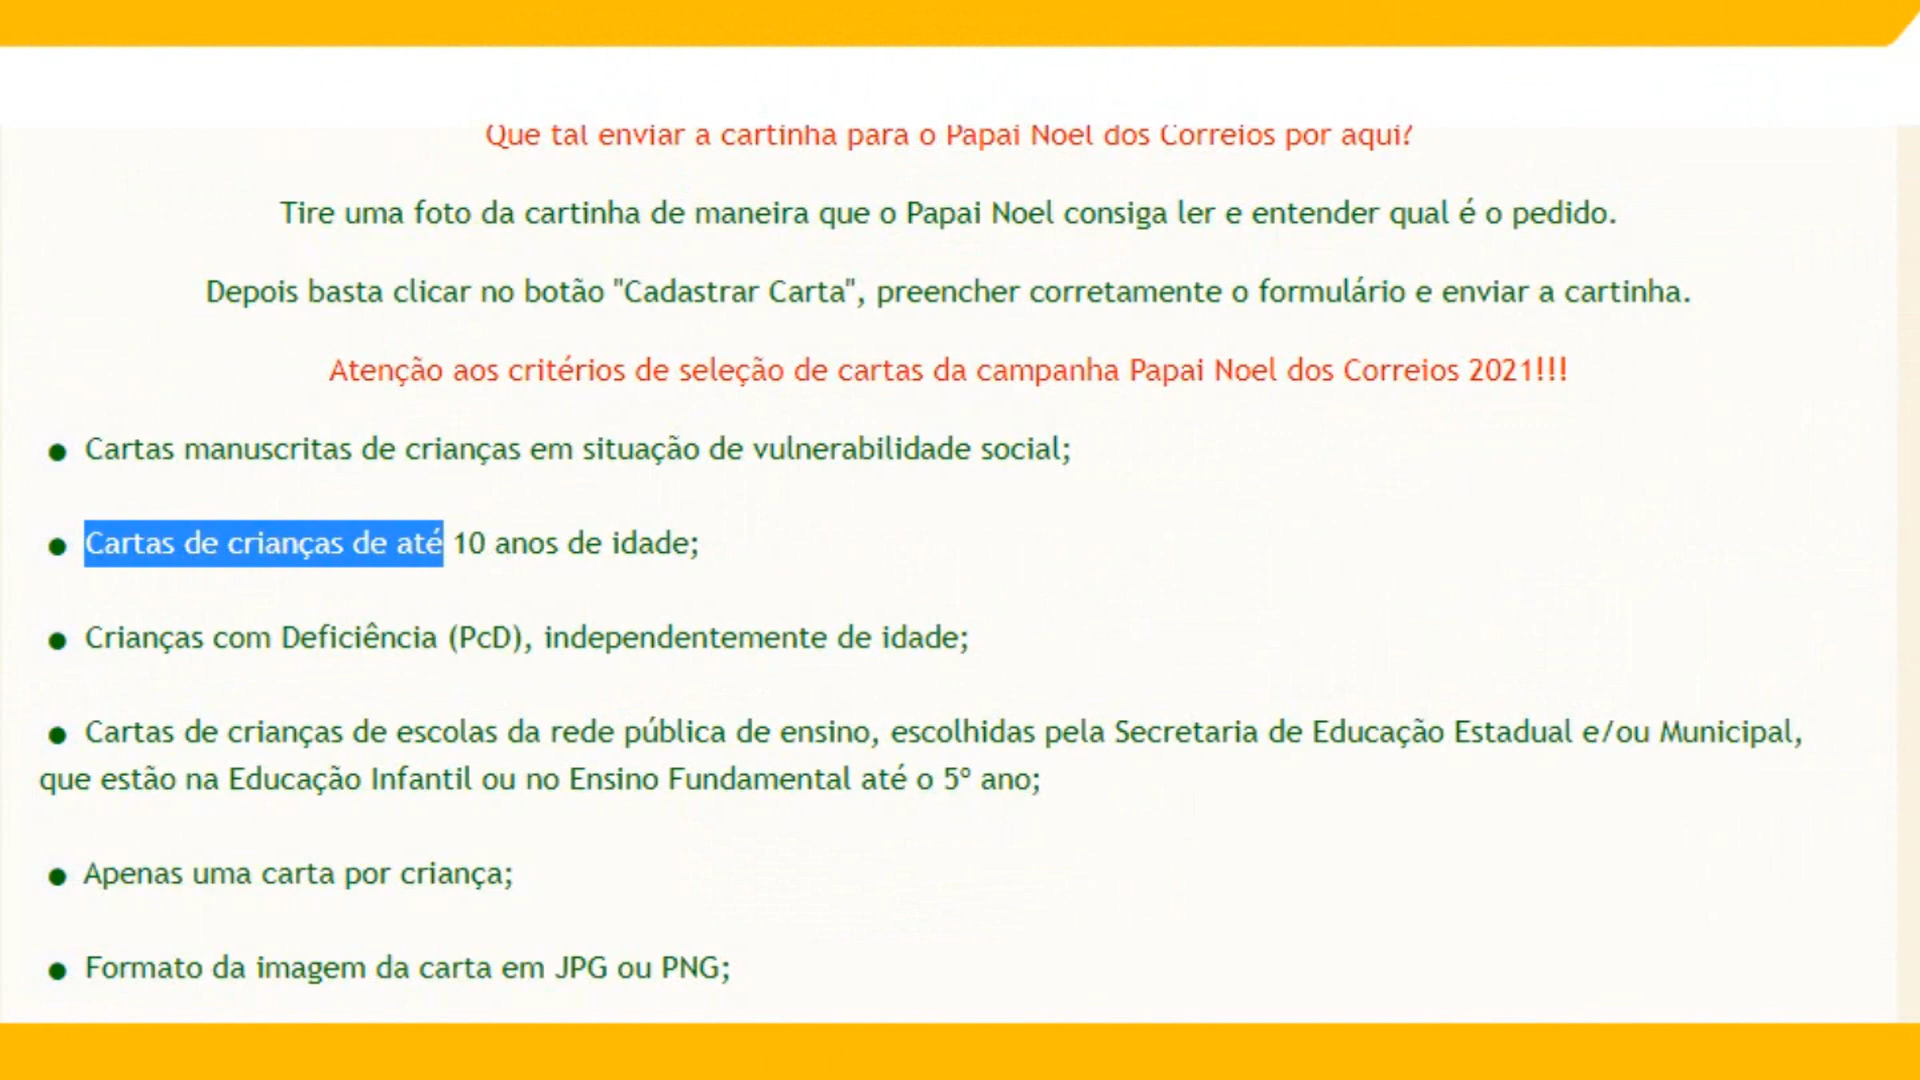 Que tal enviar a cartinha para o Papai Noel dos Correios por aqui?
Tire uma foto da cartinha de maneira que o Papai Noel consiga ler e entender qual é o pedido.
Depois basta clicar no botão "Cadastrar Carta", preencher corretamente o formulário e enviar a cartinha.
Atenção aos critérios de seleção de cartas da campanha Papai Noel dos Correios 2021!!!
● Cartas manuscritas de crianças em situação de vulnerabilidade social;
● Cartas de crianças de até 10 anos de idade;
● Crianças com Deficiência (PcD), independentemente de idade;
● Cartas de crianças de escolas da rede pública de ensino, escolhidas pela Secretaria de Educação Estadual e/ou Municipal,
que estão na Educação Infantil ou no Ensino Fundamental até o 5º ano;
● Apenas uma carta por criança;
● Formato da imagem da carta em JPG ou PNG;